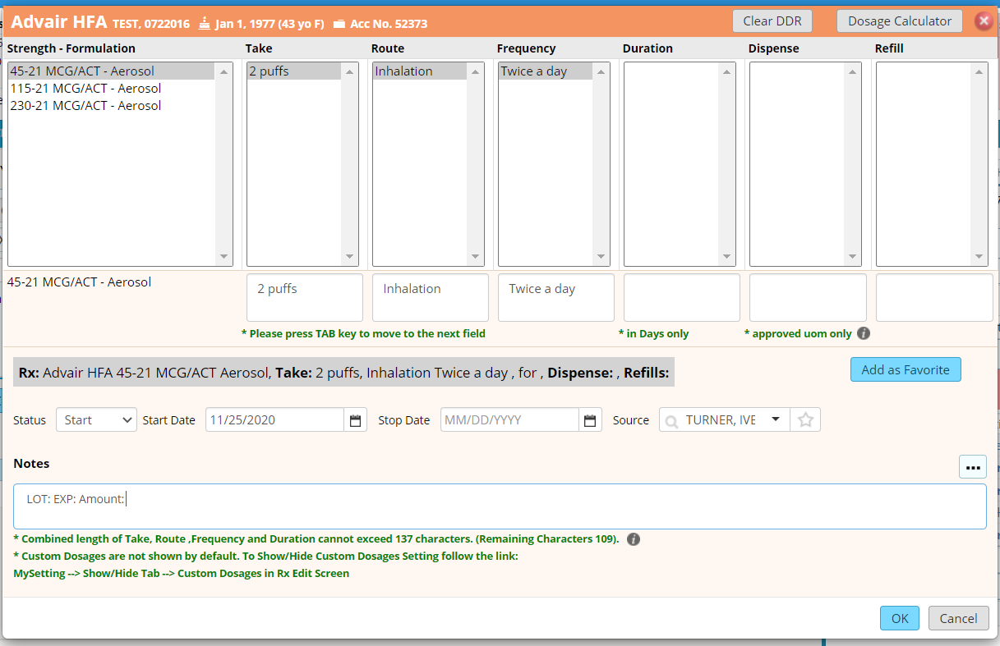 Advair HFA TEST, 0722016 Jan 1, 1977 (43 yo F) Acc No. 52373 Clear DDR Dosage Calculator
Strength - Formulation Take Route Frequency Duration Dispense Refill
45-21 MCG/ACT - Aerosol 2 puffs Inhalation Twice a day
115-21 MCG/ACT - Aerosol
230-21 MCG/ACT - Aerosol
45-21 MCG/ACT - Aerosol 2 puffs Inhalation Twice a day
* Please press TAB key to move to the next field * in Days only * approved uom only
Rx: Advair HFA 45-21 MCG/ACT Aerosol, Take: 2 puffs, Inhalation Twice a day , for , Dispense: , Refills: Add as Favorite
Status Start Start Date 11/25/2020 Stop Date MM/DD/YYYY Source TURNER, IVE
Notes
LOT: EXP: Amount:
* Combined length of Take, Route ,Frequency and Duration cannot exceed 137 characters. (Remaining Characters 109).
* Custom Dosages are not shown by default. To Show/Hide Custom Dosages Setting follow the link:
MySetting --> Show/Hide Tab --> Custom Dosages in Rx Edit Screen
OK Cancel